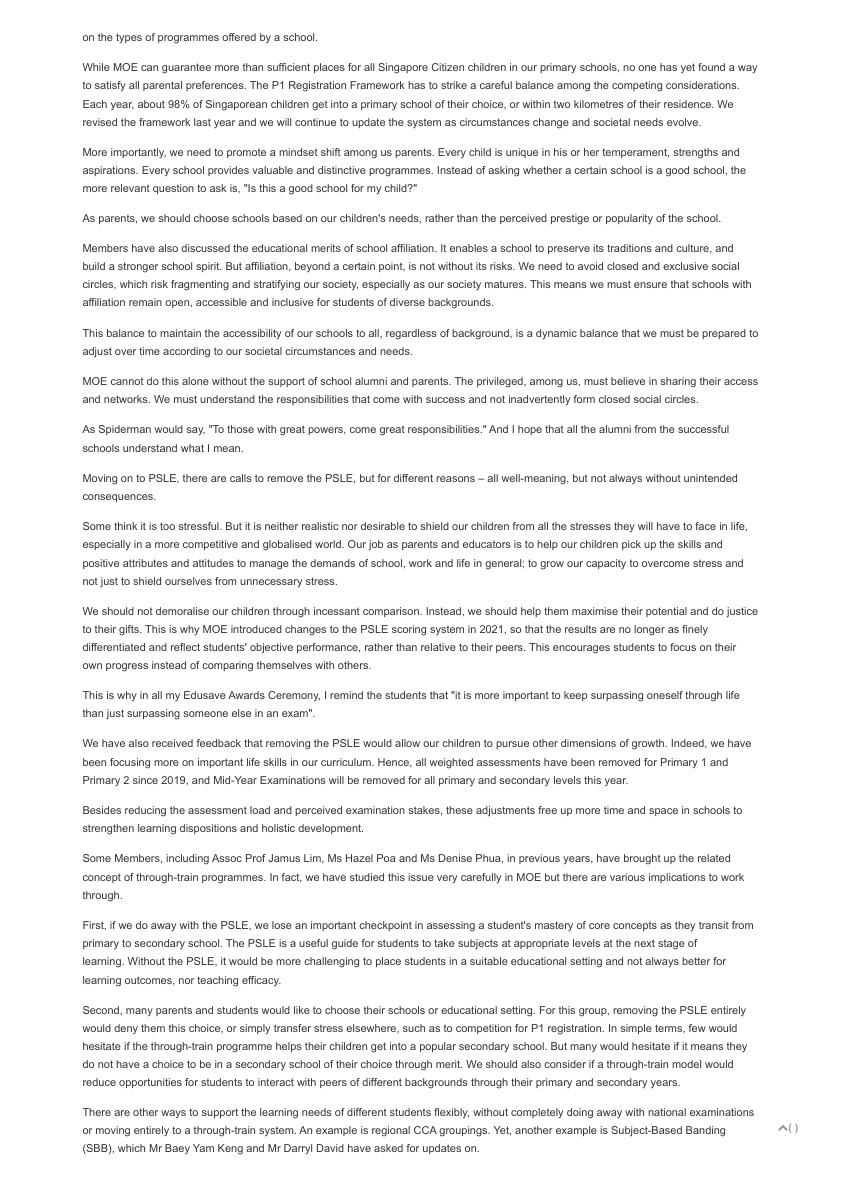 on the types of programmes offered by a school.
While MOE can guarantee more than sufficient places for all Singapore Citizen children in our primary schools, no one has yet found a way
to satisfy all parental preferences. The P1 Registration Framework has to strike a careful balance among the competing considerations.
Each year, about 98% of Singaporean children get into a primary school of their choice, or within two kilometres of their residence. We
revised the framework last year and we will continue to update the system as circumstances change and societal needs evolve.
More importantly, we need to promote a mindset shift among us parents. Every child is unique in his or her temperament, strengths and
aspirations. Every school provides valuable and distinctive programmes. Instead of asking whether a certain school is a good school, the
more relevant question to ask is, "Is this a good school for my child?"
As parents, we should choose schools based on our children's needs, rather than the perceived prestige or popularity of the school.
Members have also discussed the educational merits of school affiliation. It enables a school to preserve its traditions and culture, and
build a stronger school spirit. But affiliation, beyond a certain point, is not without its risks. We need to avoid closed and exclusive social
circles, which risk fragmenting and stratifying our society, especially as our society matures. This means we must ensure that schools with
affiliation remain open, accessible and inclusive for students of diverse backgrounds.
This balance to maintain the accessibility of our schools to all, regardless of background, is a dynamic balance that we must be prepared to
adjust over time according to our societal circumstances and needs.
MOE cannot do this alone without the support of school alumni and parents. The privileged, among us, must believe in sharing their access
and networks. We must understand the responsibilities that come with success and not inadvertently form closed social circles.
As Spiderman would say, "To those with great powers, come great responsibilities." And I hope that all the alumni from the successful
schools understand what I mean.
Moving on to PSLE, there are calls to remove the PSLE, but for different reasons – all well-meaning, but not always without unintended
consequences.
Some think it is too stressful. But it is neither realistic nor desirable to shield our children from all the stresses they will have to face in life,
especially in a more competitive and globalised world. Our job as parents and educators is to help our children pick up the skills and
positive attributes and attitudes to manage the demands of school, work and life in general; to grow our capacity to overcome stress and
not just to shield ourselves from unnecessary stress.
We should not demoralise our children through incessant comparison. Instead, we should help them maximise their potential and do justice
to their gifts. This is why MOE introduced changes to the PSLE scoring system in 2021, so that the results are no longer as finely
differentiated and reflect students' objective performance, rather than relative to their peers. This encourages students to focus on their
own progress instead of comparing themselves with others.
This is why in all my Edusave Awards Ceremony, I remind the students that "it is more important to keep surpassing oneself through life
than just surpassing someone else in an exam".
We have also received feedback that removing the PSLE would allow our children to pursue other dimensions of growth. Indeed, we have
been focusing more on important life skills in our curriculum. Hence, all weighted assessments have been removed for Primary 1 and
Primary 2 since 2019, and Mid-Year Examinations will be removed for all primary and secondary levels this year.
Besides reducing the assessment load and perceived examination stakes, these adjustments free up more time and space in schools to
strengthen learning dispositions and holistic development.
Some Members, including Assoc Prof Jamus Lim, Ms Hazel Poa and Ms Denise Phua, in previous years, have brought up the related
concept of through-train programmes. In fact, we have studied this issue very carefully in MOE but there are various implications to work
through.
First, if we do away with the PSLE, we lose an important checkpoint in assessing a student's mastery of core concepts as they transit from
primary to secondary school. The PSLE is a useful guide for students to take subjects at appropriate levels at the next stage of
learning. Without the PSLE, it would be more challenging to place students in a suitable educational setting and not always better for
learning outcomes, nor teaching efficacy.
Second, many parents and students would like to choose their schools or educational setting. For this group, removing the PSLE entirely
would deny them this choice, or simply transfer stress elsewhere, such as to competition for P1 registration. In simple terms, few would
hesitate if the through-train programme helps their children get into a popular secondary school. But many would hesitate if it means they
do not have a choice to be in a secondary school of their choice through merit. We should also consider if a through-train model would
reduce opportunities for students to interact with peers of different backgrounds through their primary and secondary years.
There are other ways to support the learning needs of different students flexibly, without completely doing away with national examinations
or moving entirely to a through-train system. An example is regional CCA groupings. Yet, another example is Subject-Based Banding
( )
(SBB), which Mr Baey Yam Keng and Mr Darryl David have asked for updates on.